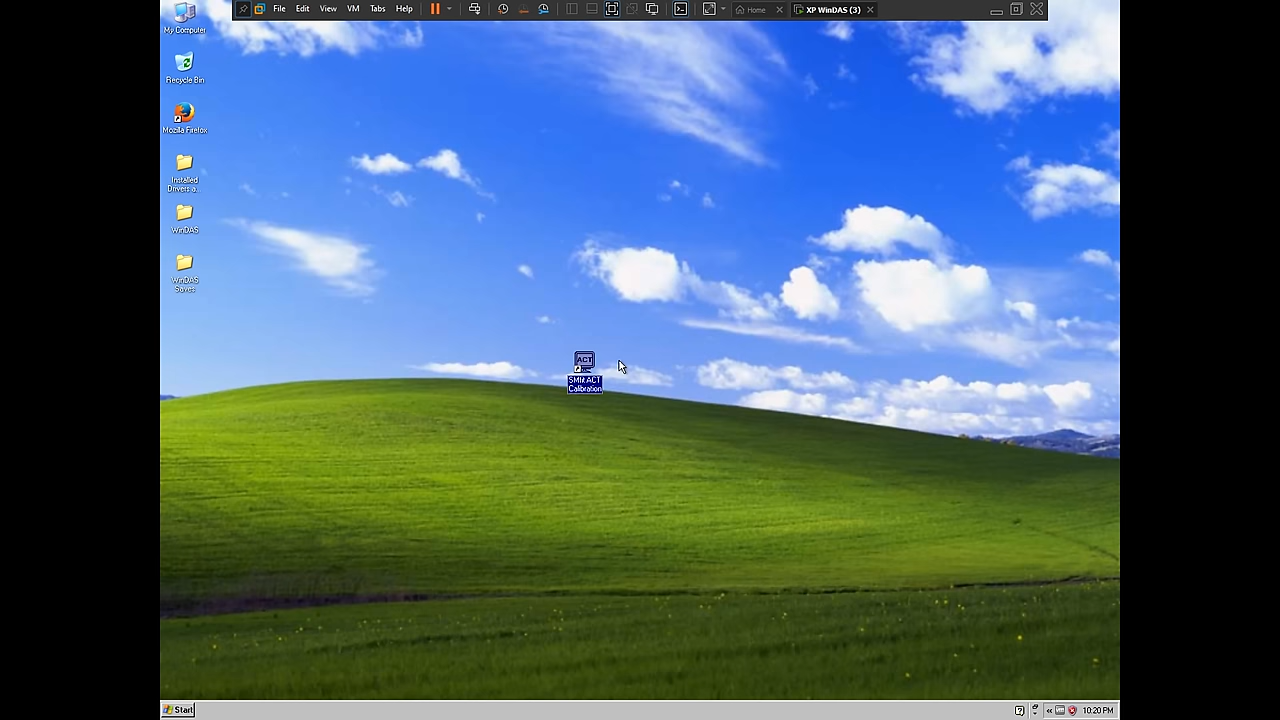 File Edit View VM Tabs Help
Home
XP WinDAS (3)
My Computer
Recycle Bin
Mozilla Firefox
Installed
Drivers a...
WinDAS
WinDAS
Saves
ACT
SMIt ACT
Calibration
Start
10:20 PM